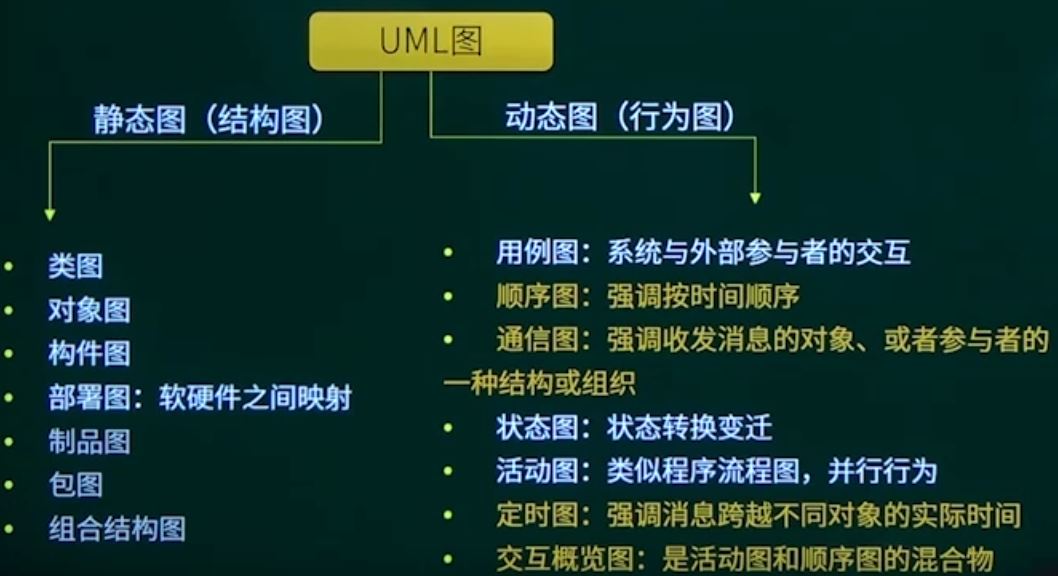 UML图
静态图（结构图）
动态图（行为图）
• 类图
• 对象图
• 构件图
• 部署图：软硬件之间映射
• 制品图
• 包图
• 组合结构图
• 用例图：系统与外部参与者的交互
• 顺序图：强调按时间顺序
• 通信图：强调收发消息的对象、或者参与者的
一种结构或组织
• 状态图：状态转换变迁
• 活动图：类似程序流程图，并行行为
• 定时图：强调消息跨越不同对象的实际时间
• 交互概览图：是活动图和顺序图的混合物